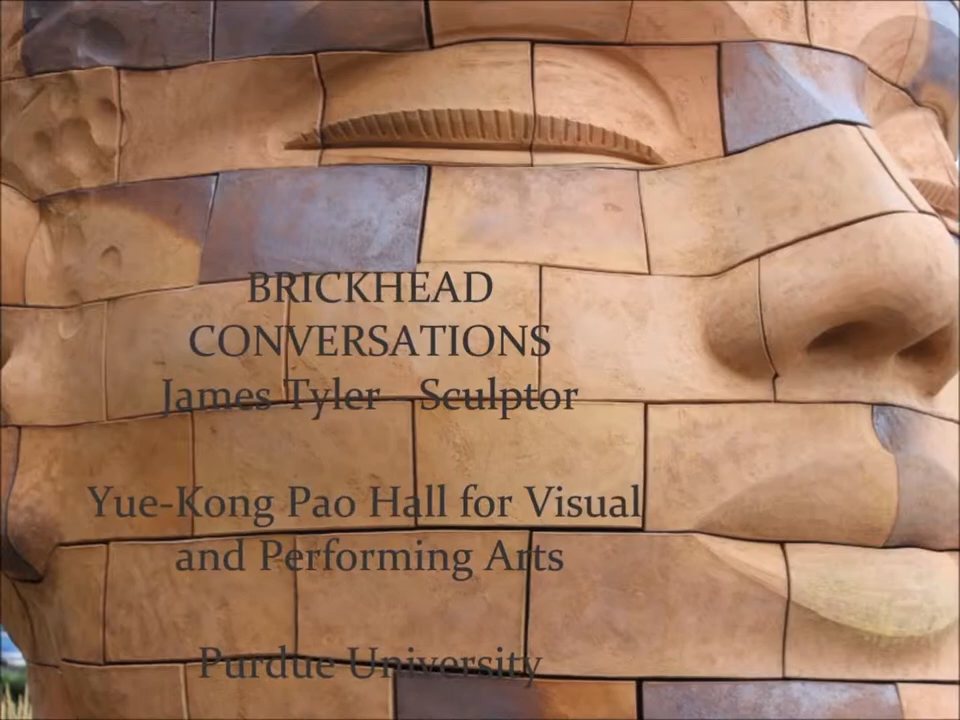 BRICKHEAD
CONVERSATIONS
James Tyler   Sculptor
Yue-Kong Pao Hall for Visual
and Performing Arts
Purdue University